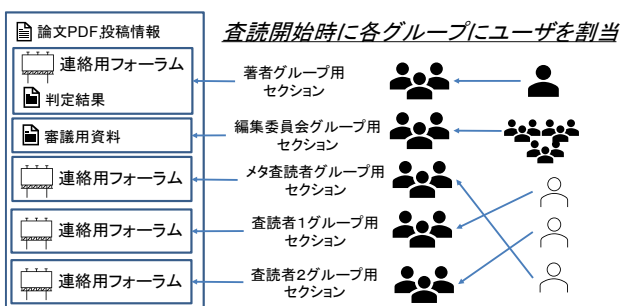 論文PDF,投稿情報
査読開始時に各グループにユーザを割当
連絡用フォーラム
判定結果
著者グループ用
セクション
審議用資料
編集委員会グループ用
セクション
連絡用フォーラム
メタ査読者グループ用
セクション
連絡用フォーラム
査読者1グループ用
セクション
連絡用フォーラム
査読者2グループ用
セクション